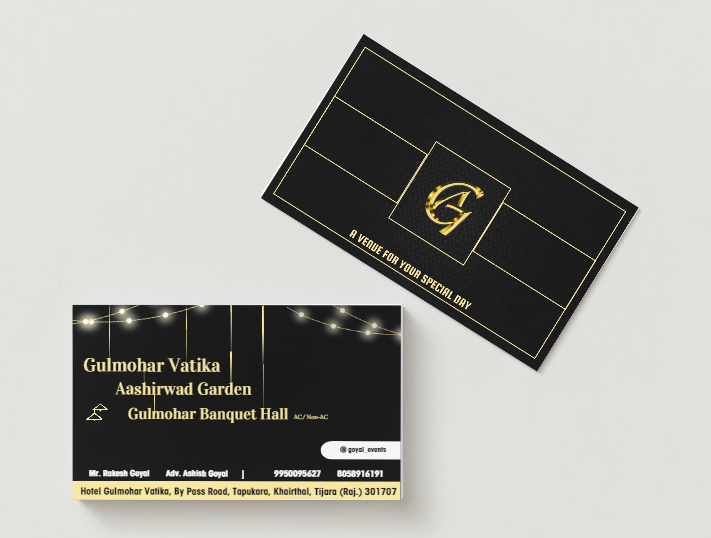 A VENUE FOR YOUR SPECIAL DAY
Gulmohar Vatika
Aashirwad Garden
Gulmohar Banquet Hall AC/Non-AC
@ goyal_events
Mr. Rakesh Goyal Adv. Ashish Goyal | 9950095627 8058916191
Hotel Gulmohar Vatika, By Pass Road, Tapukara, Khairthal, Tijara (Raj.) 301707